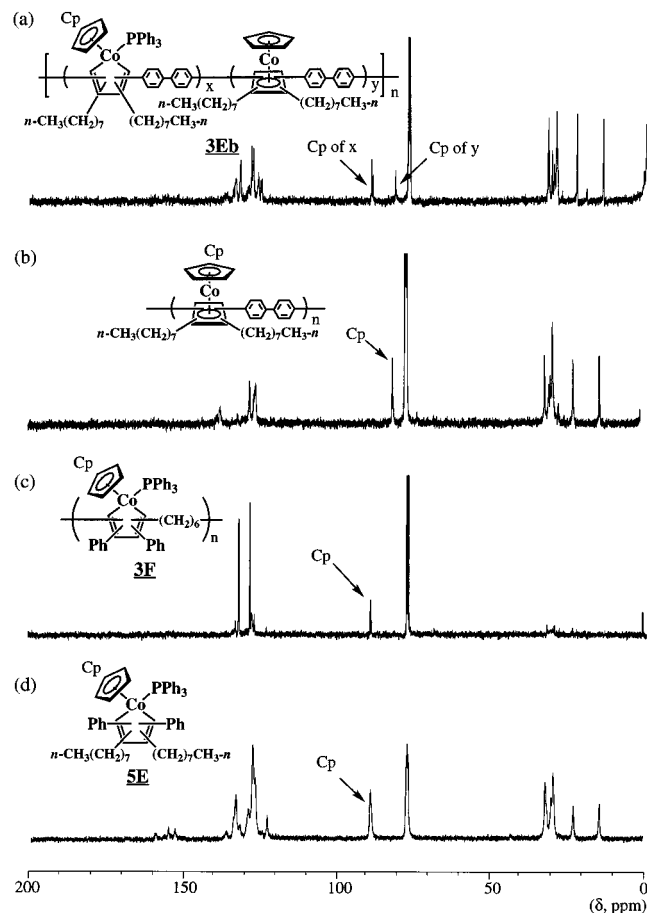 (a)
Cp
Co
PPh3
Co
x
y
n
n-CH3(CH2)7
(CH2)7CH3-n
n-CH3(CH2)7
(CH2)7CH3-n
3Eb
Cp of x
Cp of y
(b)
Cp
Co
n
n-CH3(CH2)7
(CH2)7CH3-n
Cp
(c)
Cp
PPh3
Co
(CH2)6
n
Ph
Ph
3F
Cp
(d)
Cp
PPh3
Co
Ph
Ph
n-CH3(CH2)7
(CH2)7CH3-n
5E
Cp
200
150
100
50
0
(δ, ppm)